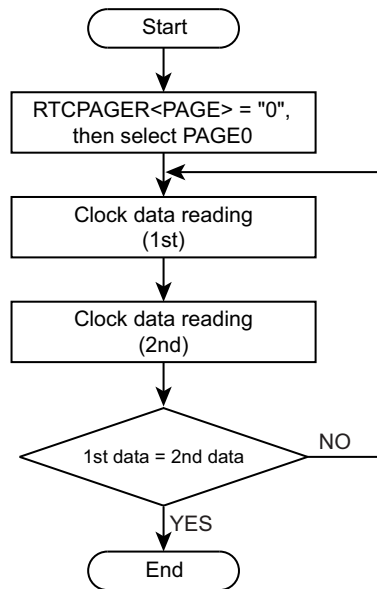 Start
RTCPAGER<PAGE> = "0",
then select PAGE0
Clock data reading
(1st)
Clock data reading
(2nd)
1st data = 2nd data
NO
YES
End